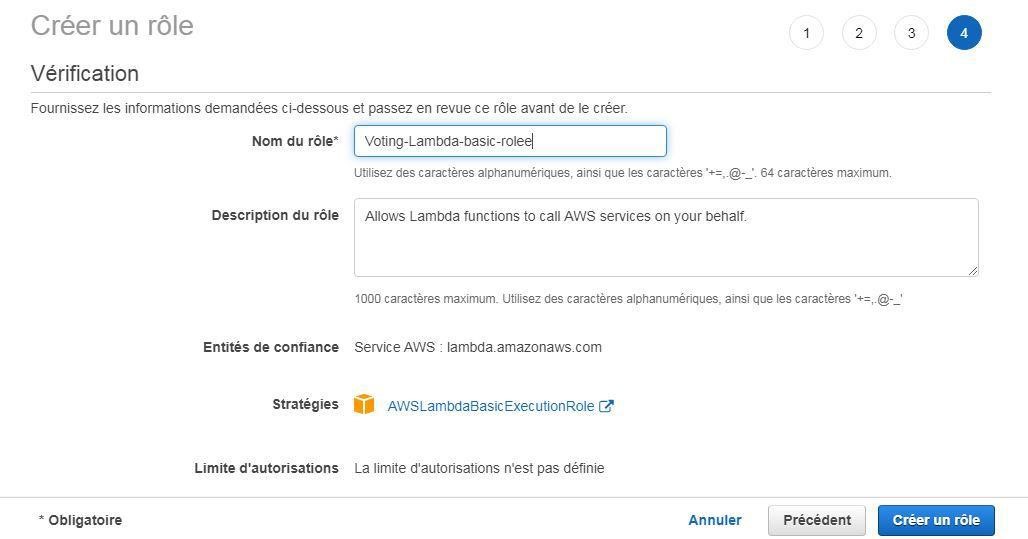 Créer un rôle
1 2 3 4
Vérification
Fournissez les informations demandées ci-dessous et passez en revue ce rôle avant de le créer.
Nom du rôle* Voting-Lambda-basic-rolee
Utilisez des caractères alphanumériques, ainsi que les caractères '+=,.@-_'. 64 caractères maximum.
Description du rôle Allows Lambda functions to call AWS services on your behalf.
1000 caractères maximum. Utilisez des caractères alphanumériques, ainsi que les caractères '+=,.@-_'
Entités de confiance Service AWS : lambda.amazonaws.com
Stratégies AWSLambdaBasicExecutionRole
Limite d'autorisations La limite d'autorisations n'est pas définie
* Obligatoire Annuler Précédent Créer un rôle